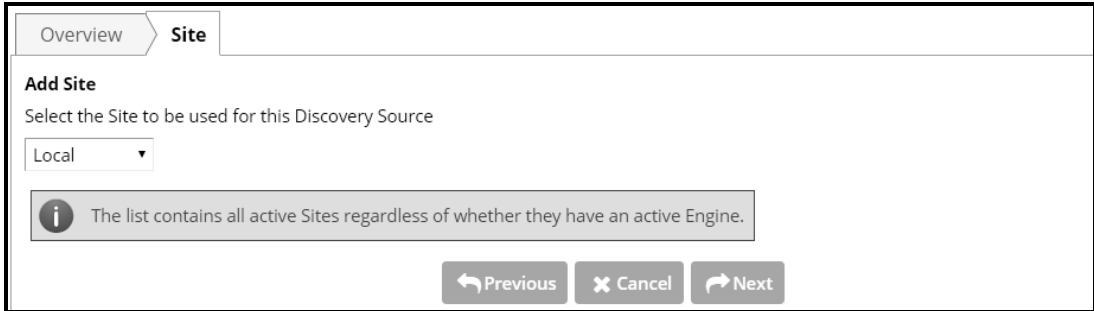 Overview Site
Add Site
Select the Site to be used for this Discovery Source
Local
The list contains all active Sites regardless of whether they have an active Engine.
Previous Cancel Next